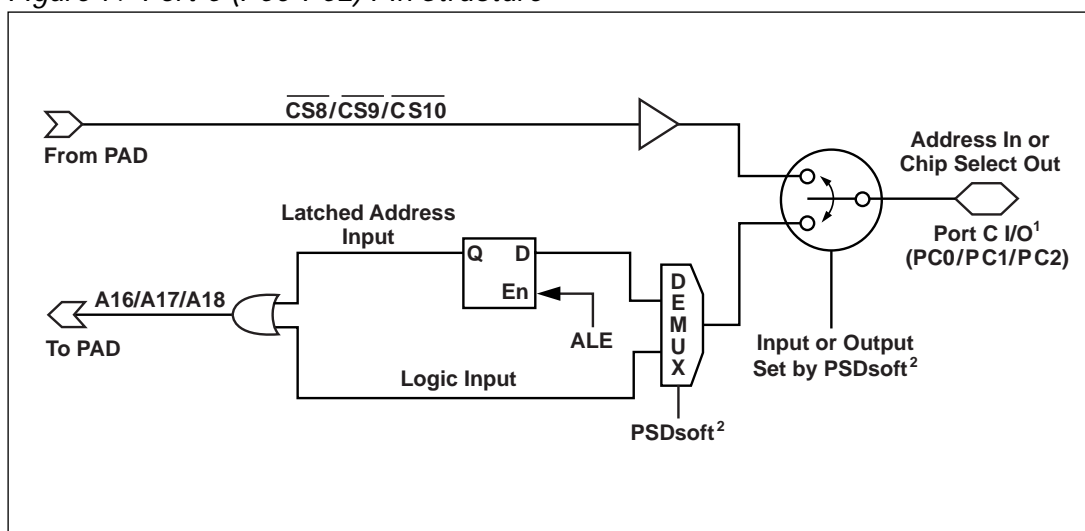 Figure Port C (PC0-PC2) Pin Structure
CS8/CS9/CS10
From PAD
Address In or
Chip Select Out
Port C I/O¹
(PC0/PC1/PC2)
Latched Address
Input
Q D
En
ALE
DEMUX
A16/A17/A18
To PAD
Logic Input
PSDsoft²
Input or Output
Set by PSDsoft²